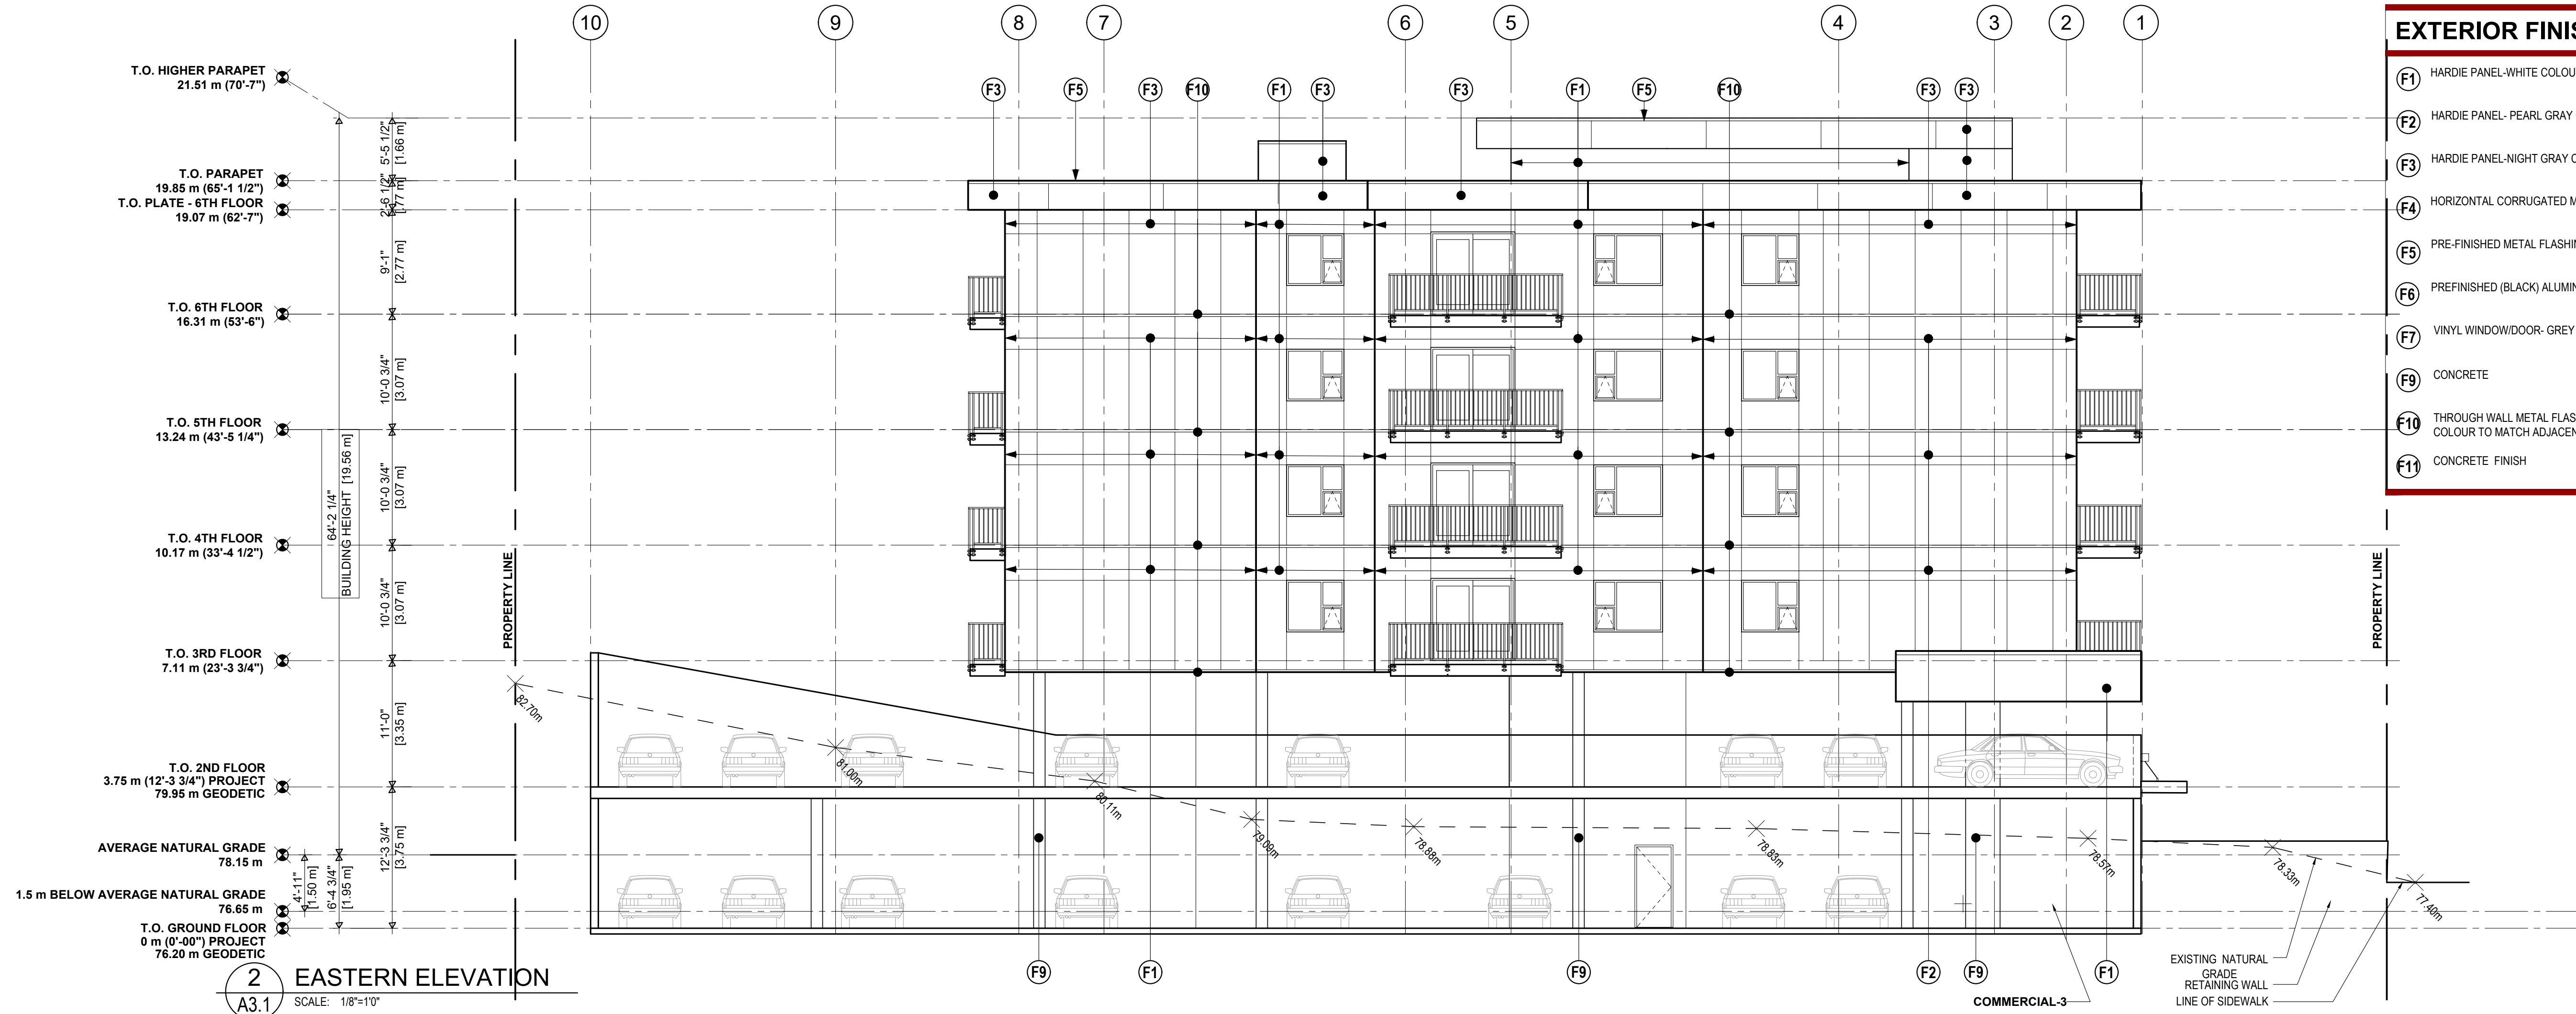 10
9
8
7
6
5
4
3
2
1
EXTERIOR FINIS
F1 HARDIE PANEL-WHITE COLOU
F2 HARDIE PANEL- PEARL GRAY
F3 HARDIE PANEL-NIGHT GRAY C
F4 HORIZONTAL CORRUGATED M
F5 PRE-FINISHED METAL FLASHI
F6 PREFINISHED (BLACK) ALUMI
F7 VINYL WINDOW/DOOR- GREY
F9 CONCRETE
F10 THROUGH WALL METAL FLAS
COLOUR TO MATCH ADJACEN
F11 CONCRETE FINISH
F3
F5
F3
F10
F1
F3
F3
F1
F5
F10
F3
F3
T.O. HIGHER PARAPET
21.51 m (70'-7")
T.O. PARAPET
19.85 m (65'-1 1/2")
T.O. PLATE - 6TH FLOOR
19.07 m (62'-7")
T.O. 6TH FLOOR
16.31 m (53'-6")
T.O. 5TH FLOOR
13.24 m (43'-5 1/4")
T.O. 4TH FLOOR
10.17 m (33'-4 1/2")
T.O. 3RD FLOOR
7.11 m (23'-3 3/4")
T.O. 2ND FLOOR
3.75 m (12'-3 3/4") PROJECT
79.95 m GEODETIC
AVERAGE NATURAL GRADE
78.15 m
1.5 m BELOW AVERAGE NATURAL GRADE
76.65 m
T.O. GROUND FLOOR
0 m (0'-00") PROJECT
76.20 m GEODETIC
5'-5 1/2"
[1.66 m]
2'-6 1/2"
[.77 m]
9'-1"
[2.77 m]
10'-0 3/4"
[3.07 m]
10'-0 3/4"
[3.07 m]
10'-0 3/4"
[3.07 m]
11'-0"
[3.35 m]
12'-3 3/4"
[3.75 m]
64'-2 1/4"
BUILDING HEIGHT [19.56 m]
4'-11"
[1.50 m]
6'-4 3/4"
[1.95 m]
PROPERTY LINE
PROPERTY LINE
82.70m
81.00m
80.11m
79.09m
78.88m
78.83m
78.57m
78.33m
77.40m
F9
F1
F9
F2
F9
F1
EXISTING NATURAL
GRADE
RETAINING WALL
LINE OF SIDEWALK
COMMERCIAL-3
2
A3.1
EASTERN ELEVATION
SCALE: 1/8"=1'0"